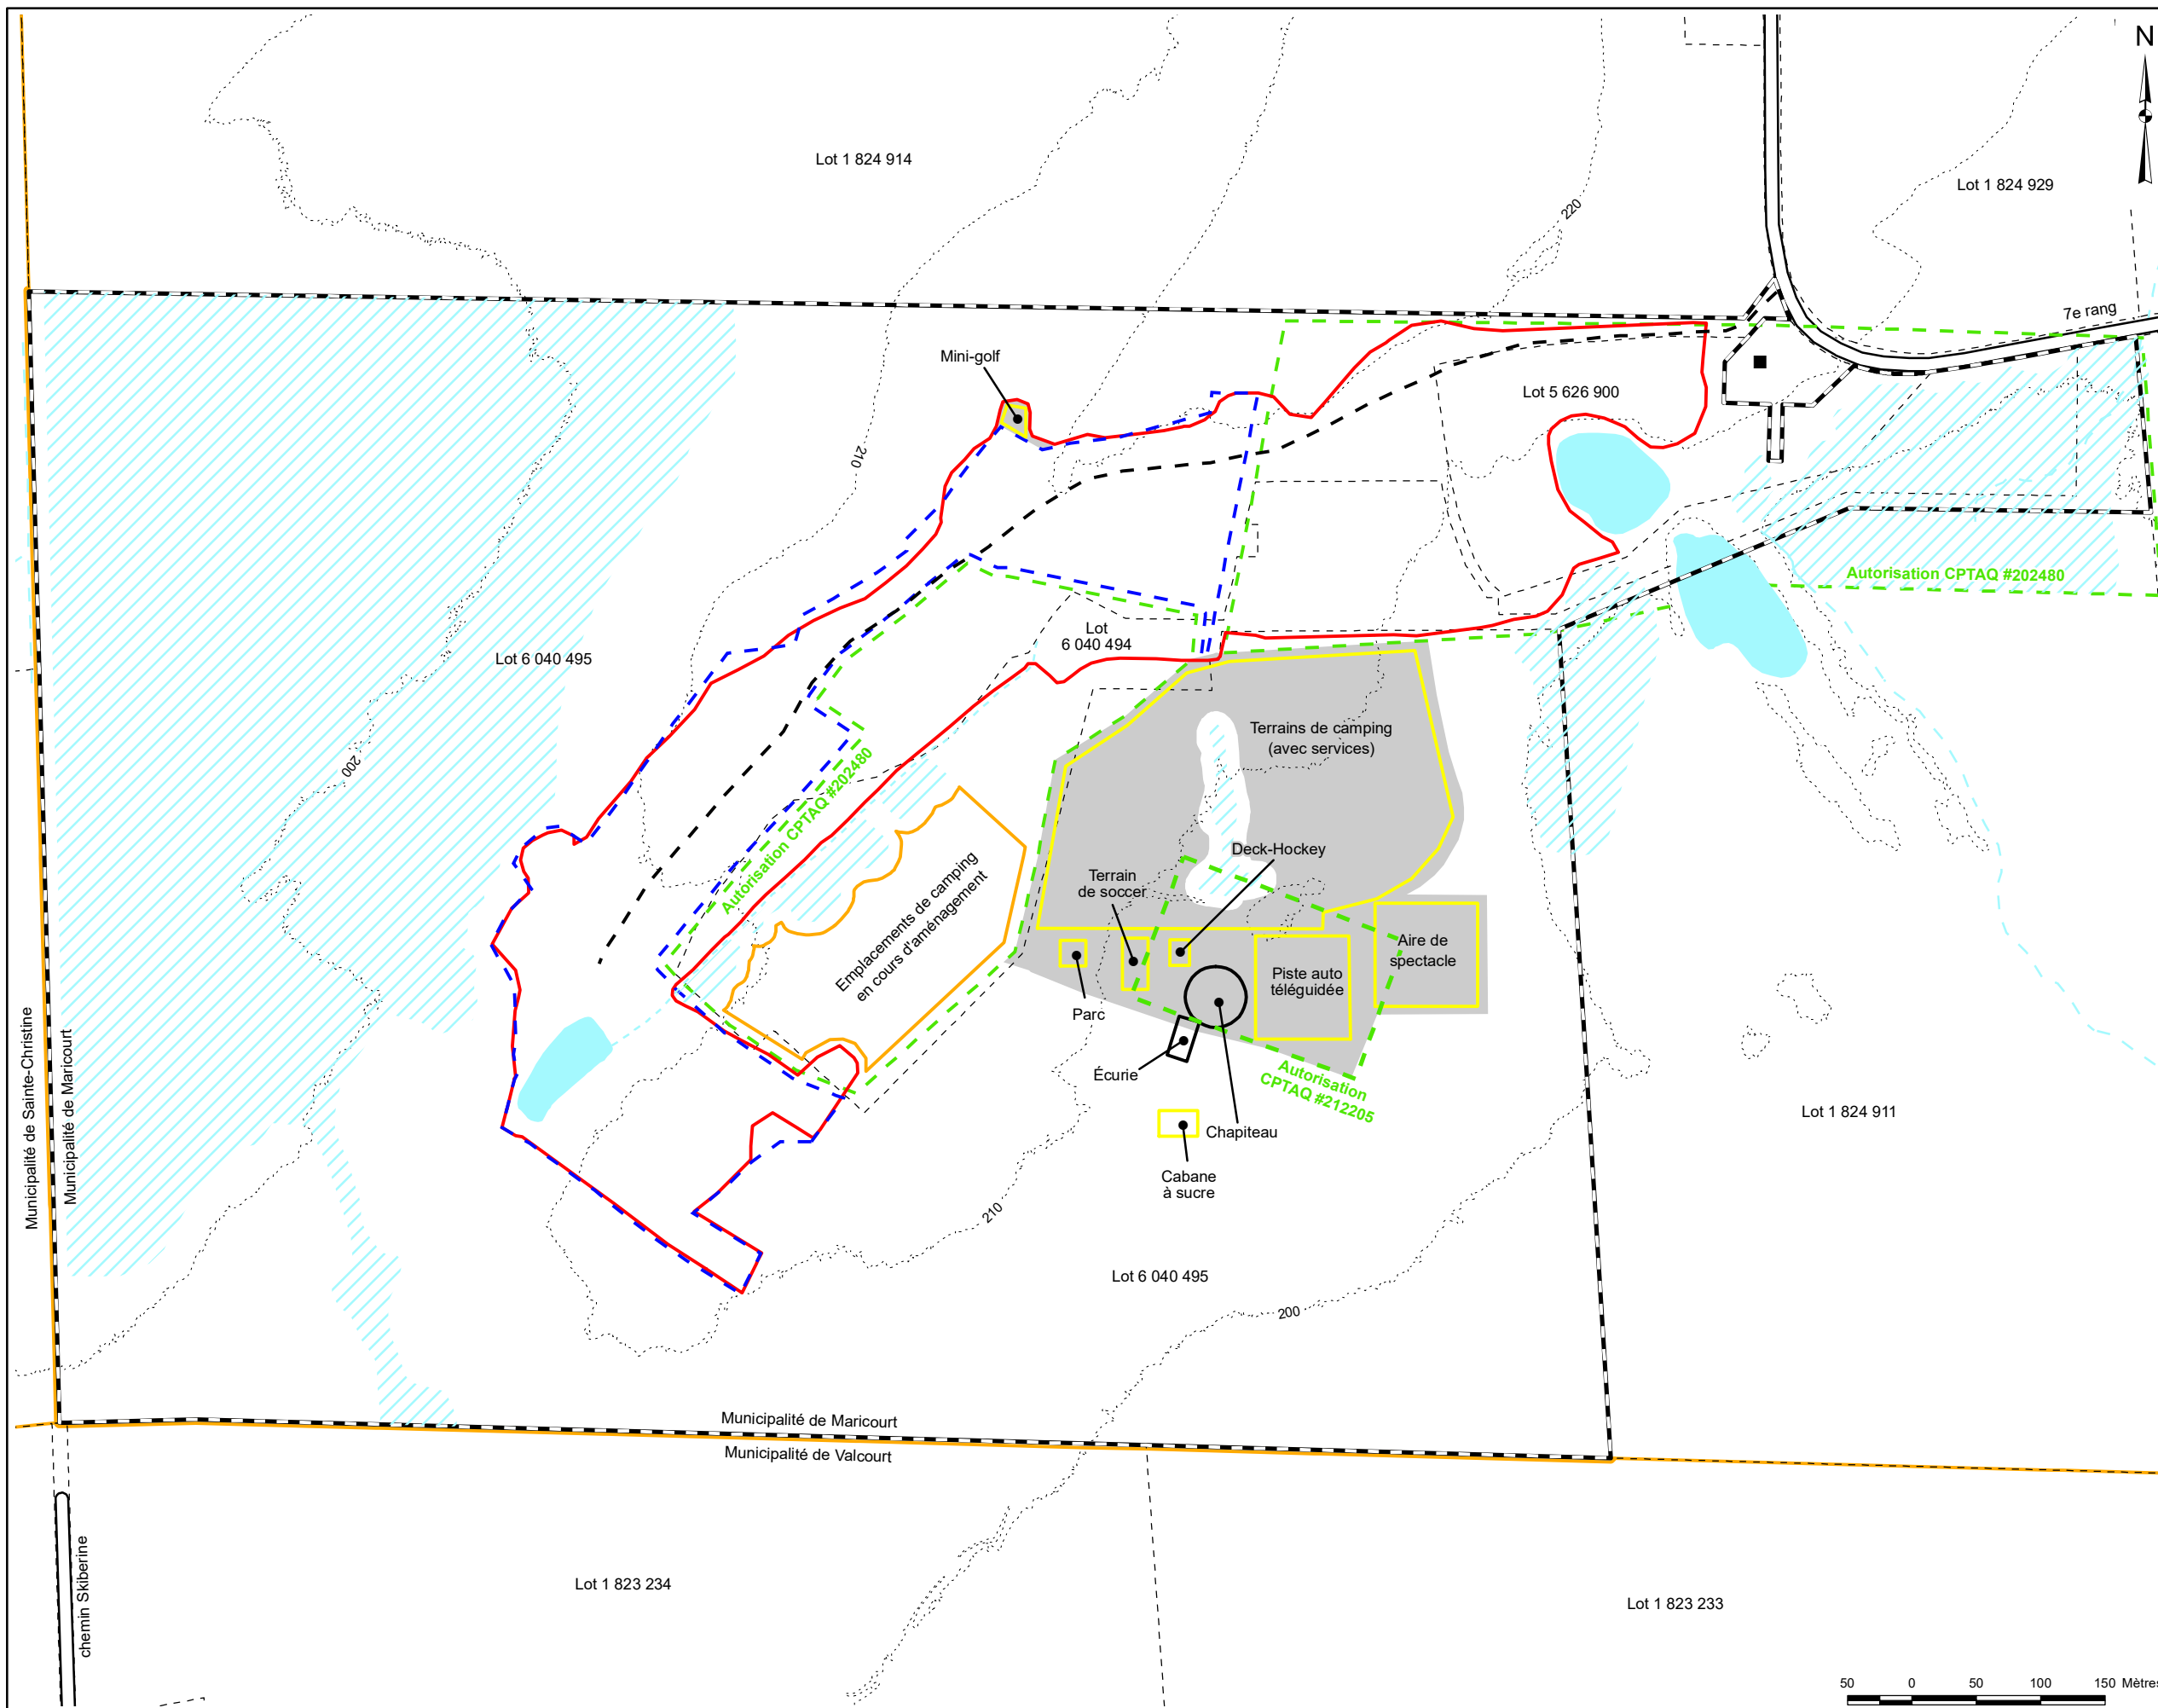 N
Lot 1 824 914
Lot 1 824 929
220
7e rang
Mini-golf
Lot 5 626 900
210
Autorisation CPTAQ #202480
Lot
6 040 494
Lot 6 040 495
Terrains de camping
(avec services)
200
Autorisation CPTAQ #202480
Deck-Hockey
Terrain
de soccer
Emplacements de camping
en cours d'aménagement
Aire de
spectacle
Piste auto
téléguidée
Parc
Écurie
Autorisation
CPTAQ #212205
Chapiteau
Lot 1 824 911
Cabane
à sucre
Municipalité de Sainte-Christine
Municipalité de Maricourt
210
Lot 6 040 495
200
Municipalité de Maricourt
Municipalité de Valcourt
chemin Skiberine
Lot 1 823 234
Lot 1 823 233
50 0 50 100 150 Mètres